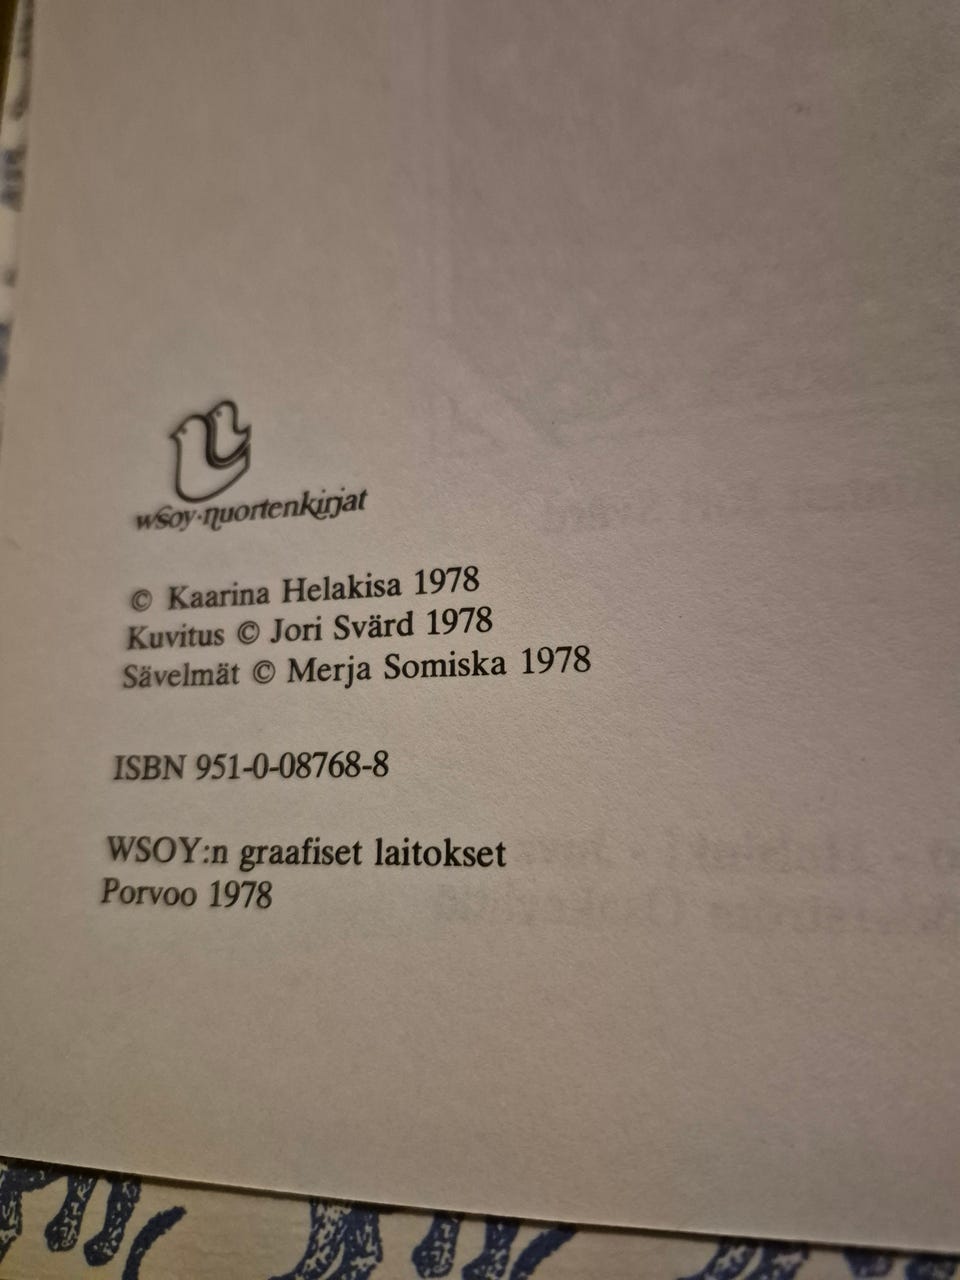 wsoy·nuortenkirjat
© Kaarina Helakisa 1978
Kuvitus © Jori Svärd 1978
Sävelmät © Merja Somiska 1978
ISBN 951-0-08768-8
WSOY:n graafiset laitokset
Porvoo 1978